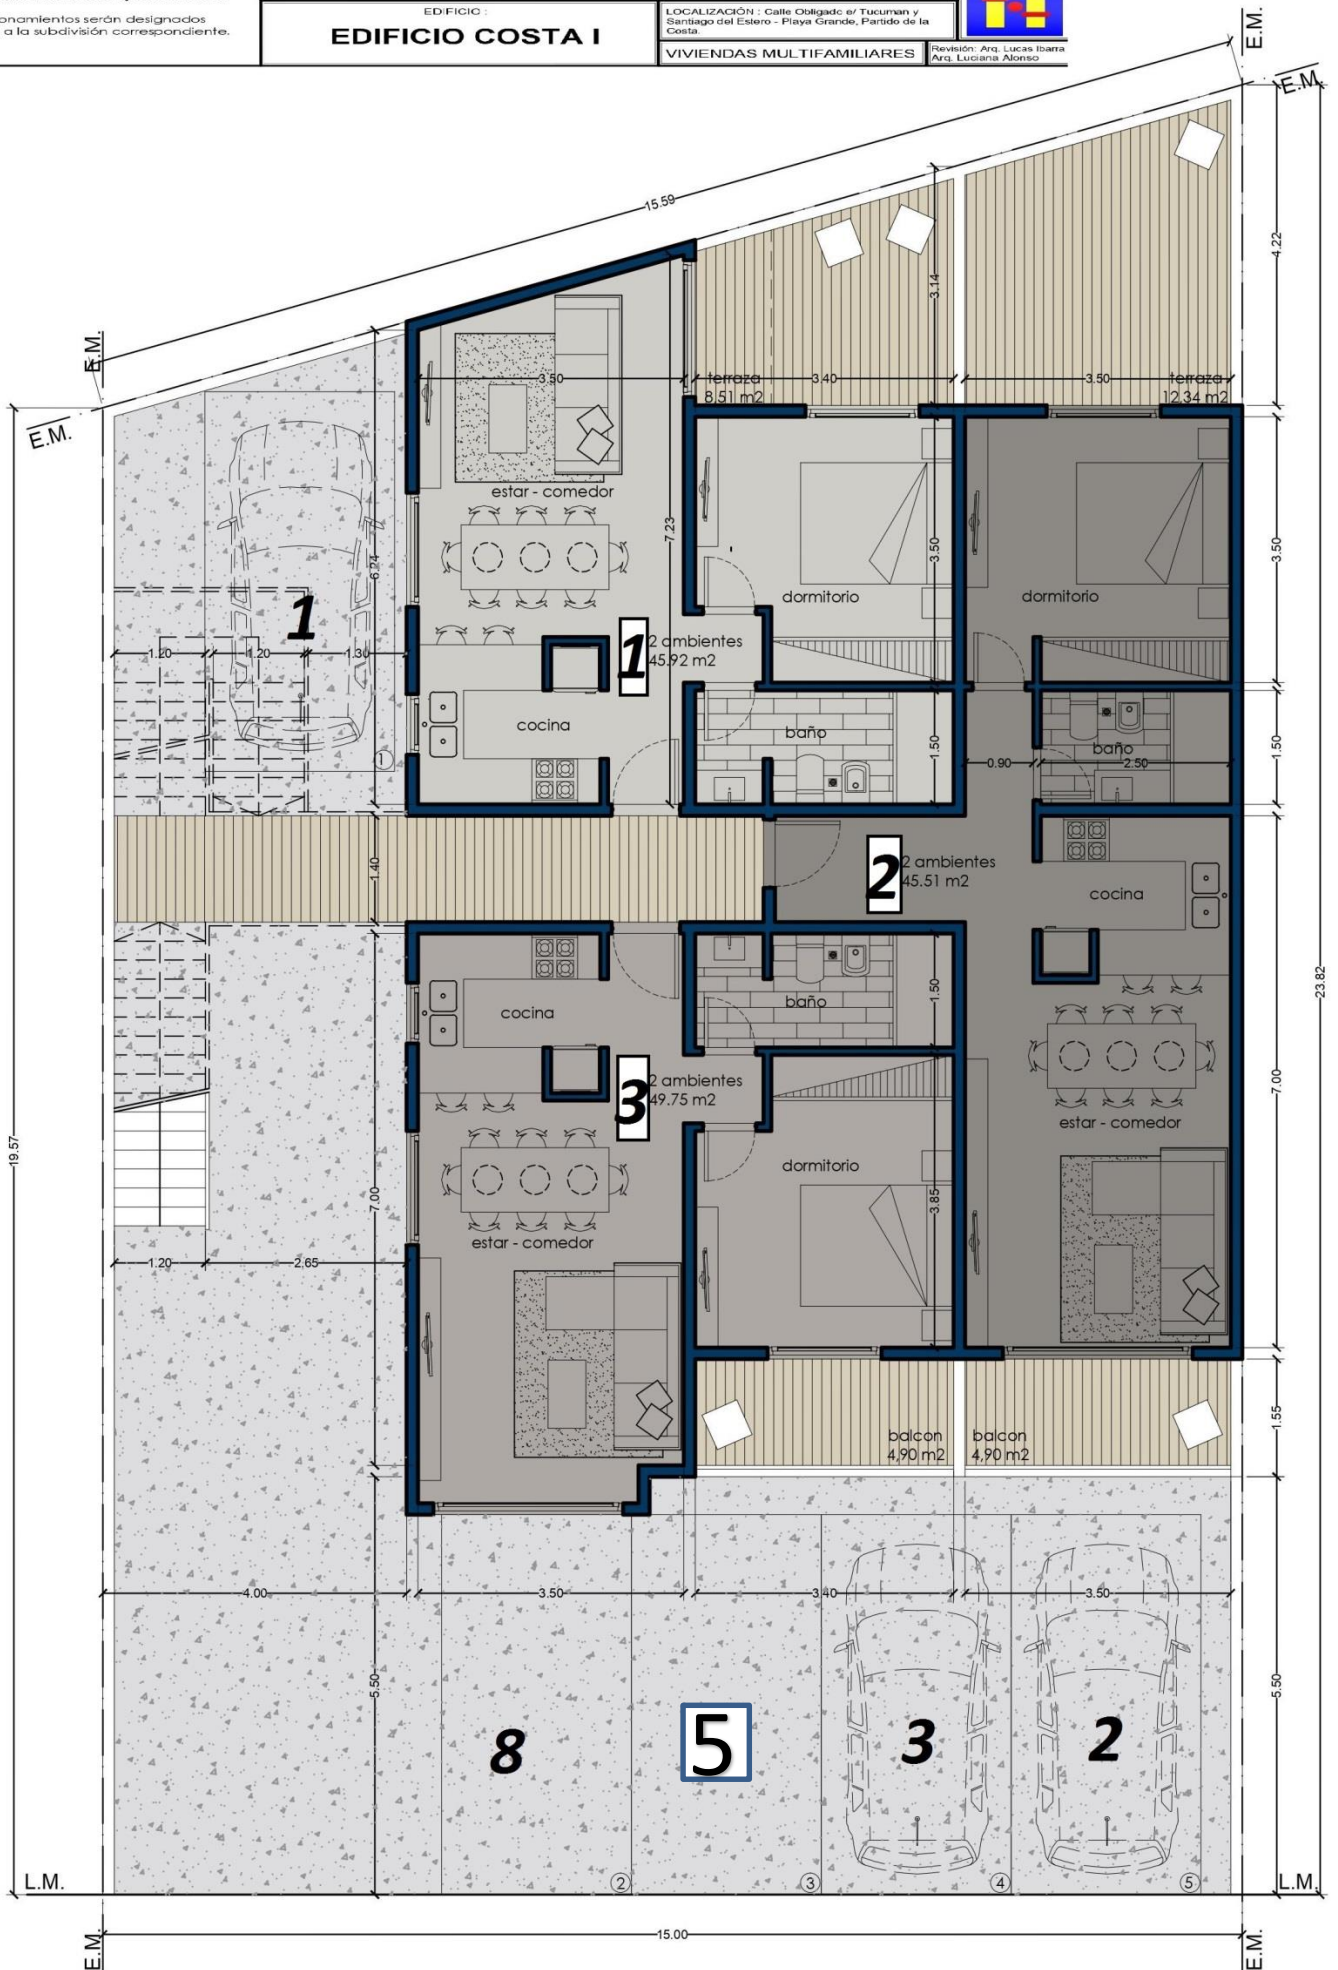 onamientos serán designados
a la subdivisión correspondiente.
EDIFICIO :
EDIFICIO COSTA I
LOCALIZACIÓN : Calle Obligado e/ Tucuman y
Santiago del Estero - Playa Grande, Partido de la
Costa.
VIVIENDAS MULTIFAMILIARES
Revisión: Arq. Lucas Ibarra
Arq. Luciana Alonso
E.M.
E.M.
15.59
4.22
3.14
E.M.
E.M.
3.50
terraza
8,51 m2
3.40
3.50
terraza
12,34 m2
estar - comedor
7.23
6.24
3.50
3.50
dormitorio
dormitorio
1
1
2 ambientes
45.92 m2
1.20
1.20
1.30
cocina
baño
1.50
baño
1.50
0.90
2.50
1
1.40
2
2 ambientes
45.51 m2
cocina
23.82
cocina
baño
1.50
3
2 ambientes
49.75 m2
7.00
estar - comedor
19.57
dormitorio
3.85
7.00
estar - comedor
1.20
2.65
balcon
4,90 m2
balcon
4,90 m2
1.55
4.00
3.50
3.40
3.50
5.50
5.50
8
5
3
2
2
3
4
5
L.M.
L.M.
15.00
E.M.
E.M.